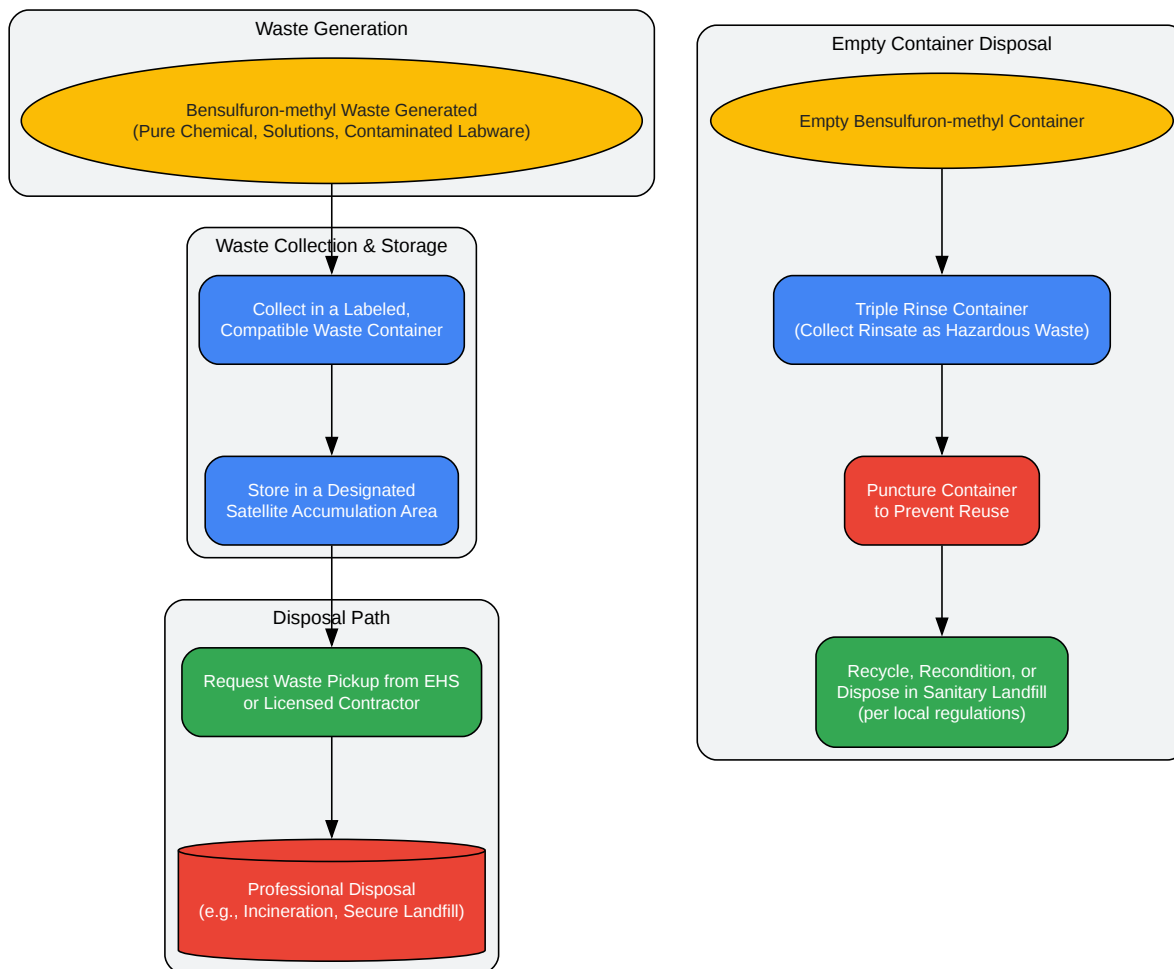 Waste Generation
Bensulfuron-methyl Waste Generated
(Pure Chemical, Solutions, Contaminated Labware)
Waste Collection & Storage
Collect in a Labeled,
Compatible Waste Container
Store in a Designated
Satellite Accumulation Area
Disposal Path
Request Waste Pickup from EHS
or Licensed Contractor
Professional Disposal
(e.g., Incineration, Secure Landfill)
Empty Container Disposal
Empty Bensulfuron-methyl Container
Triple Rinse Container
(Collect Rinsate as Hazardous Waste)
Puncture Container
to Prevent Reuse
Recycle, Recondition, or
Dispose in Sanitary Landfill
(per local regulations)